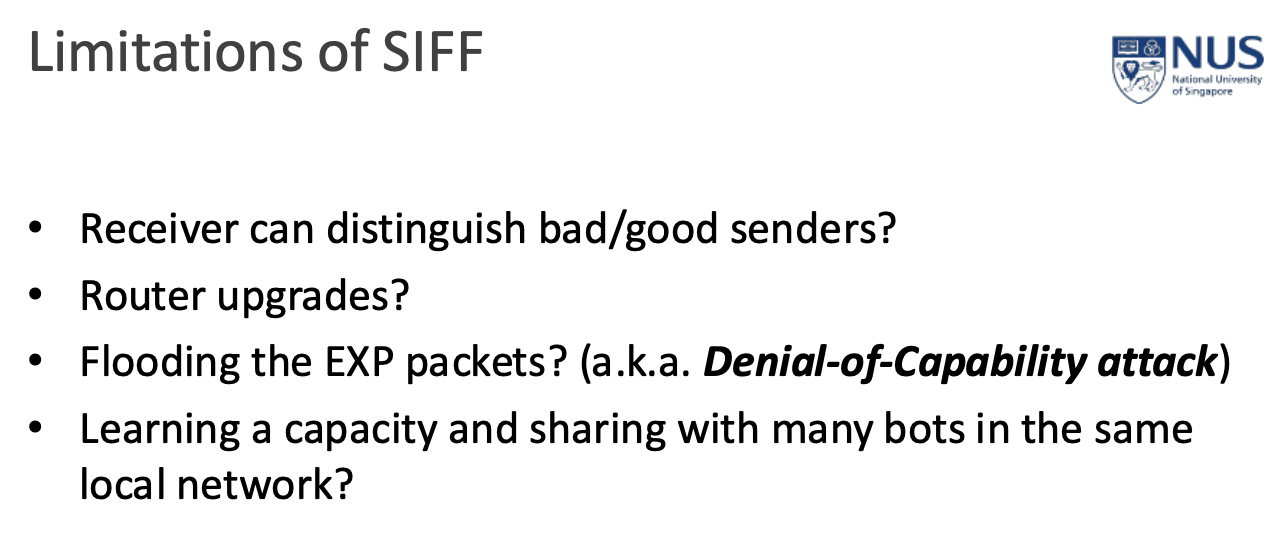 Limitations of SIFF
NUS
National University
of Singapore
• Receiver can distinguish bad/good senders?
• Router upgrades?
• Flooding the EXP packets? (a.k.a. Denial-of-Capability attack)
• Learning a capacity and sharing with many bots in the same
local network?